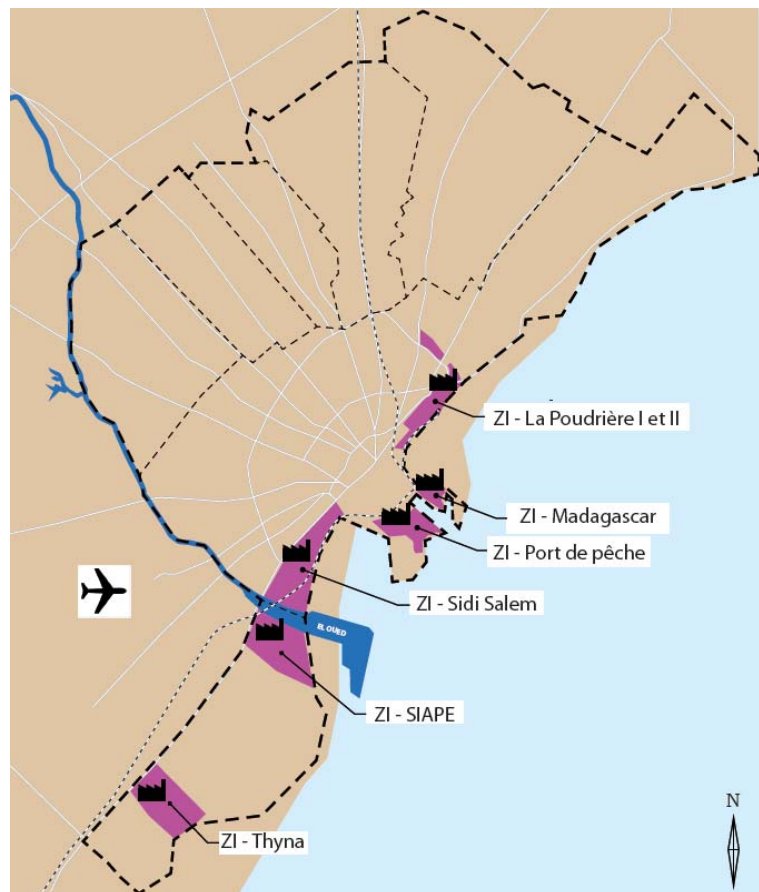 ZI - La Poudrière I et II
ZI - Madagascar
ZI - Port de pêche
ZI - Sidi Salem
EL OUED
ZI - SIAPE
N
ZI - Thyna